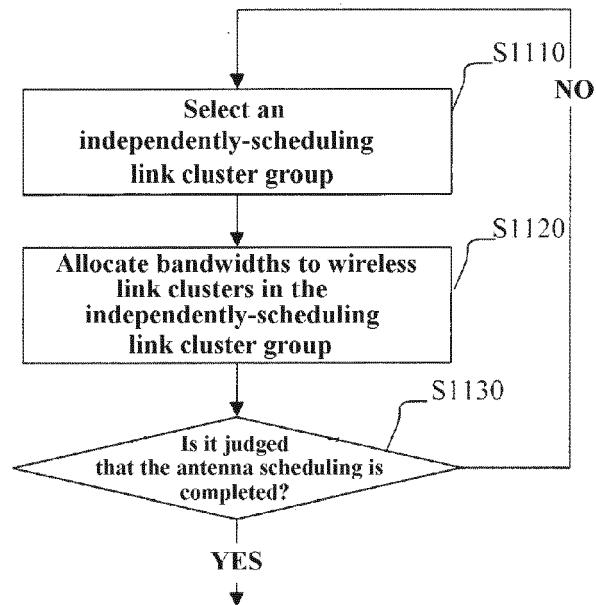 S1110
NO
Select an
independently-scheduling
link cluster group
S1120
Allocate bandwidths to wireless
link clusters in the
independently-scheduling
link cluster group
S1130
Is it judged
that the antenna scheduling is
completed?
YES